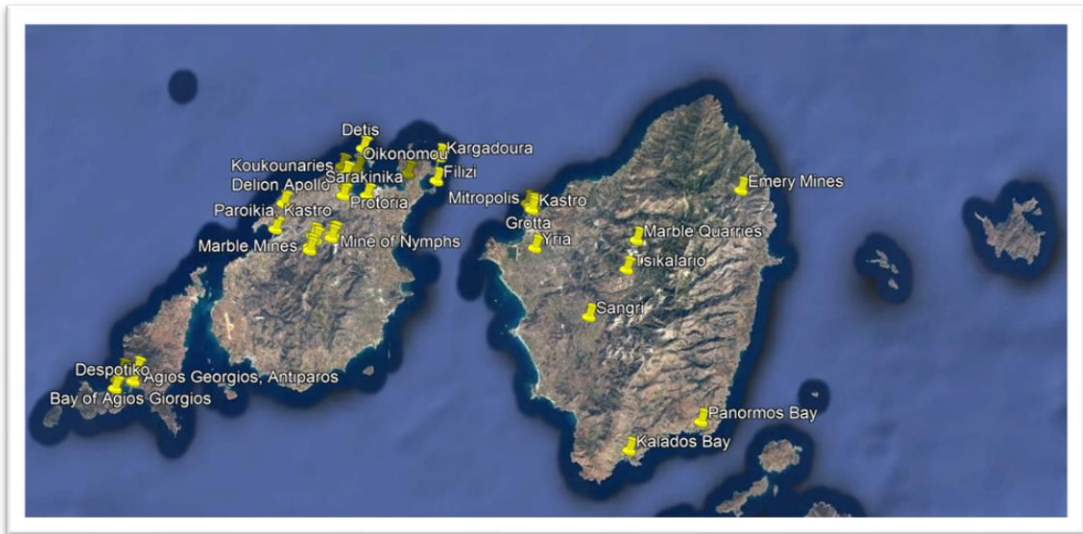 Detis
Oikonomou
Kargadoura
Koukounaries
Sarakinika
Filizi
Delion Apollo
Protoria
Paroikia, Kastro
Marble Mines
Mine of Nymphs
Mitropolis
Kastro
Grotta
Yria
Emery Mines
Marble Quarries
Tsikalario
Sangri
Despotiko
Agios Georgios, Antiparos
Bay of Agios Giorgios
Panormos Bay
Kalados Bay